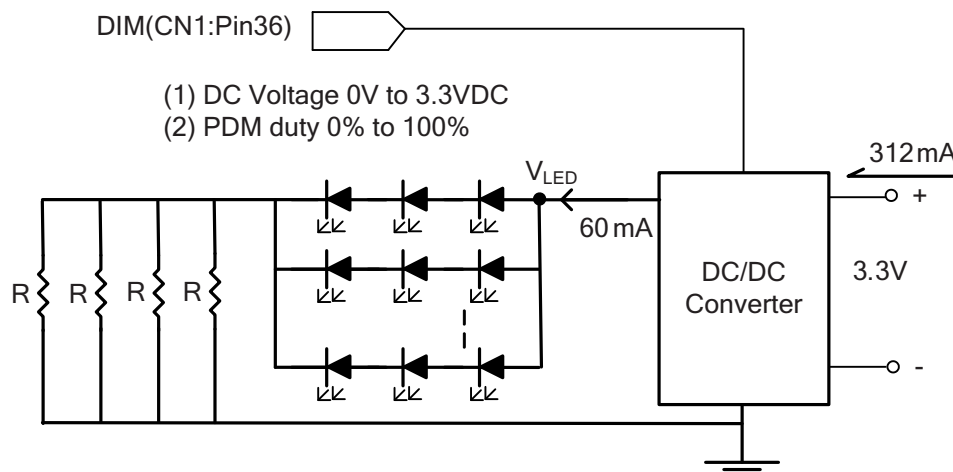 DIM(CN1:Pin36)
(1) DC Voltage 0V to 3.3VDC
(2) PDM duty 0% to 100%
312mA
VLED
+
60mA
R R R R
DC/DC
Converter
3.3V
-